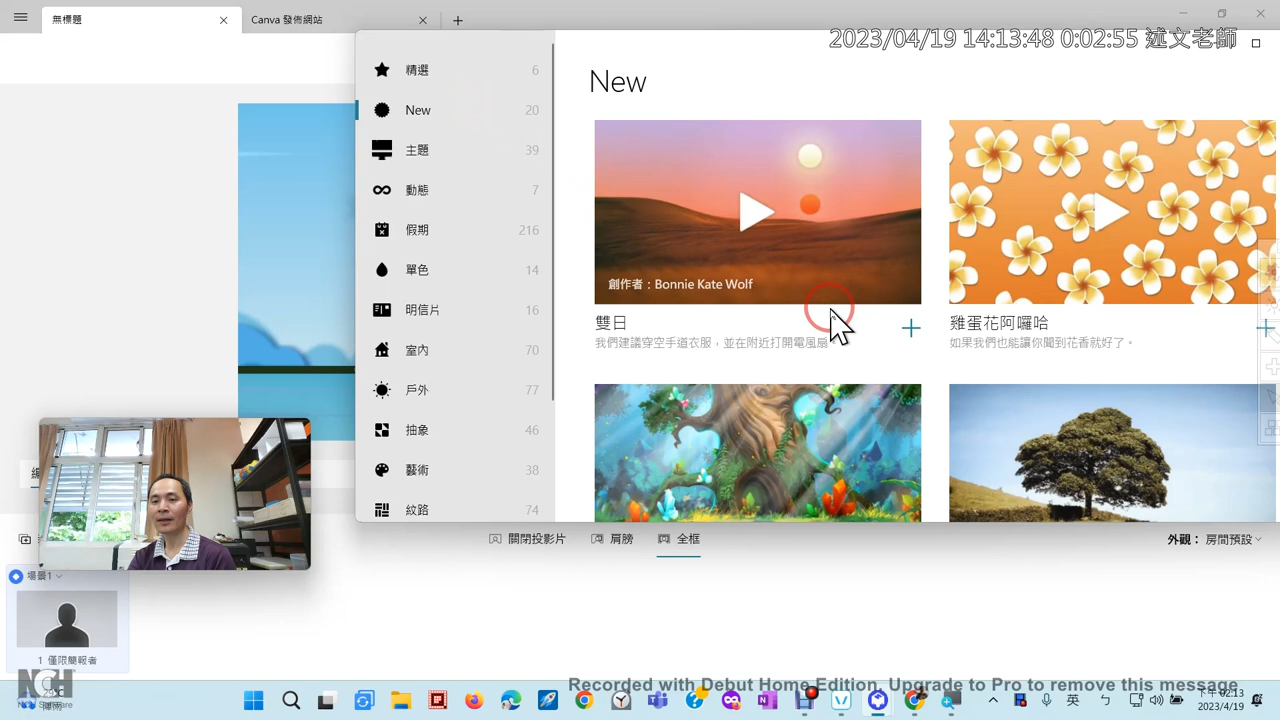 無標題
Canva 發佈網站
2023/04/19 14:13:48 0:02:55 述文老師
精選 6
New 20
主題 39
動態 7
假期 216
單色 14
明信片 16
室內 70
戶外 77
抽象 46
藝術 38
紋路 74
New
創作者：Bonnie Kate Wolf
雙日
我們建議穿空手道衣服，並在附近打開電風扇。
雞蛋花阿囉哈
如果我們也能讓你聞到花香就好了。
關閉投影片
肩膀
全框
外觀： 房間預設
場景1
1 僅限簡報者
NCH
NCH Software
Recorded with Debut Home Edition. Upgrade to Pro to remove this message
英
下午 02:13
2023/4/19